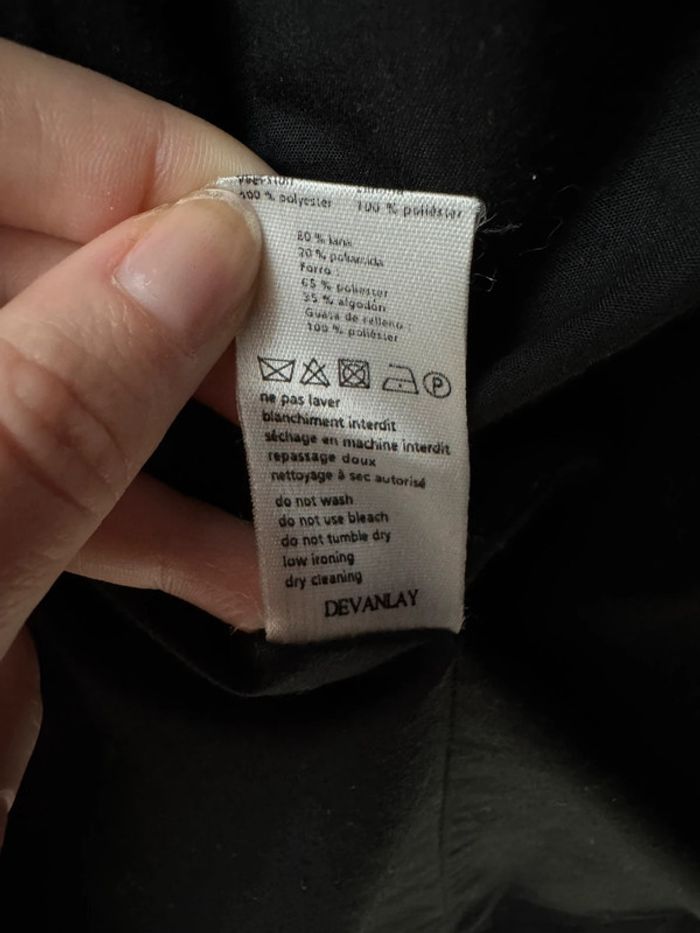 100 % polyester 100 % poliéster
80 % lana
20 % poliamida
Forro :
65 % poliester
35 % algodón
Guata de relleno :
100 % poliéster
P
ne pas laver
blanchiment interdit
séchage en machine interdit
repassage doux
nettoyage à sec autorisé
do not wash
do not use bleach
do not tumble dry
low ironing
dry cleaning
DEVANLAY